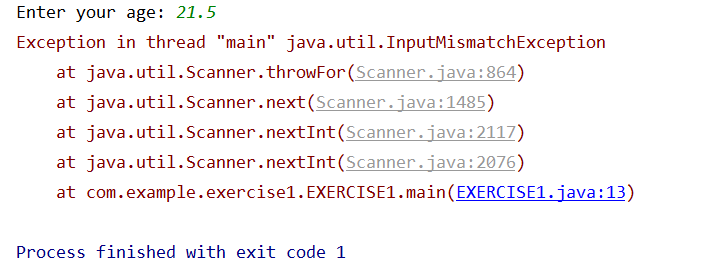 Enter your age: 21.5
Exception in thread "main" java.util.InputMismatchException
at java.util.Scanner.throwFor(Scanner.java:864)
at java.util.Scanner.next(Scanner.java:1485)
at java.util.Scanner.nextInt(Scanner.java:2117)
at java.util.Scanner.nextInt(Scanner.java:2076)
at com.example.exercise1.EXERCISE1.main(EXERCISE1.java:13)
Process finished with exit code 1